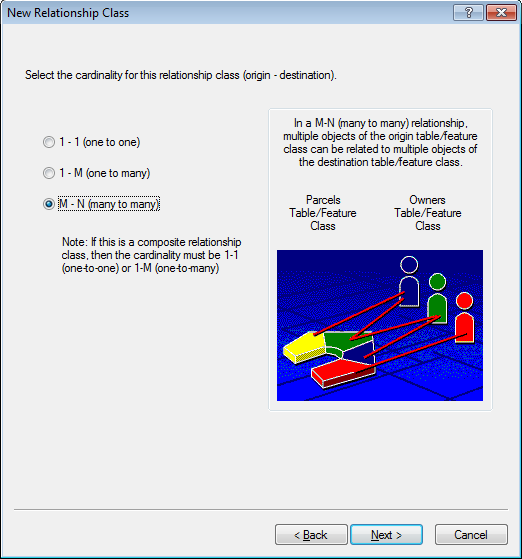 New Relationship Class
Select the cardinality for this relationship class (origin - destination).
1 - 1 (one to one)
1 - M (one to many)
M - N (many to many)
Note: If this is a composite relationship
class, then the cardinality must be 1-1
(one-to-one) or 1-M (one-to-many)
In a M-N (many to many) relationship,
multiple objects of the origin table/feature
class can be related to multiple objects of
the destination table/feature class.
Parcels
Table/Feature
Class
Owners
Table/Feature
Class
< Back
Next >
Cancel